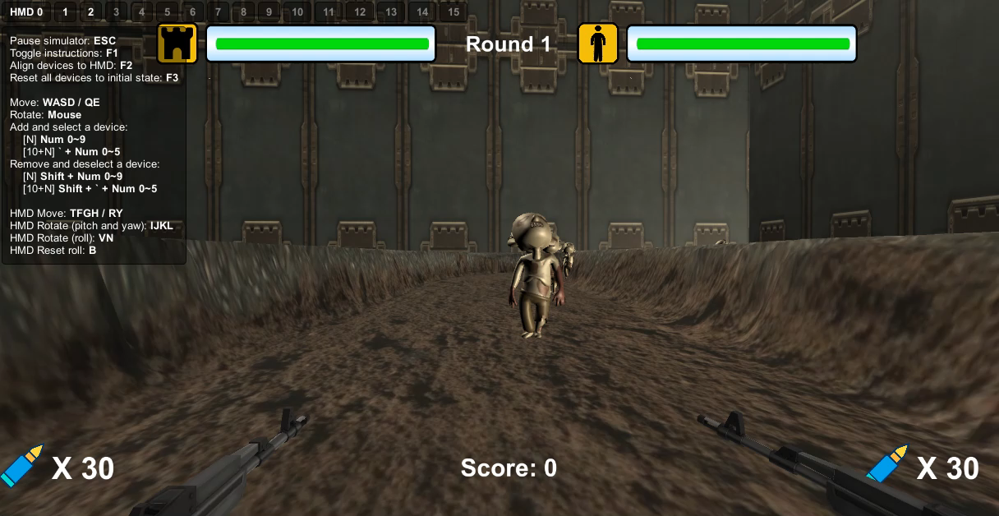 HMD 0 1 2 3 4 5 6 7 8 9 10 11 12 13 14 15
Round 1
Pause simulator: ESC
Toggle instructions: F1
Align devices to HMD: F2
Reset all devices to initial state: F3
Move: WASD / QE
Rotate: Mouse
Add and select a device:
[N] Num 0~9
[10+N] ` + Num 0~5
Remove and deselect a device:
[N] Shift + Num 0~9
[10+N] Shift + ` + Num 0~5
HMD Move: TFGH / RY
HMD Rotate (pitch and yaw): IJKL
HMD Rotate (roll): VN
HMD Reset roll: B
X 30
Score: 0
X 30